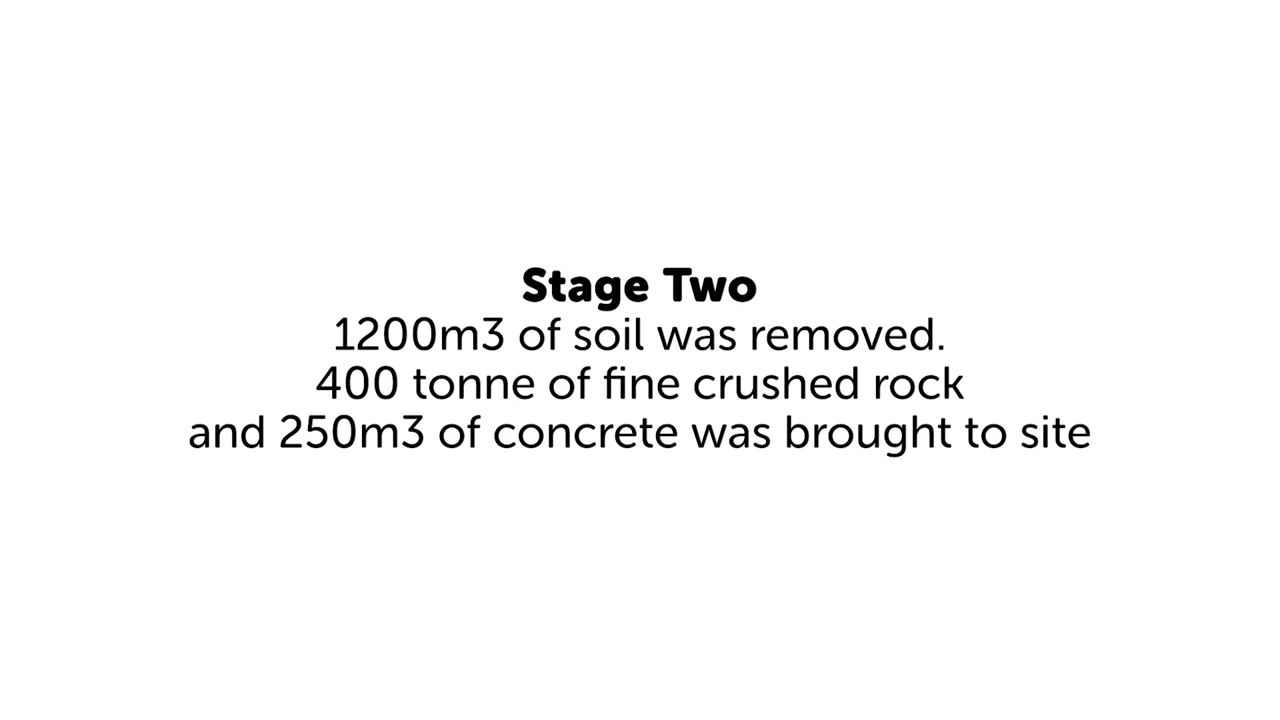 Stage Two
1200m3 of soil was removed.
400 tonne of fine crushed rock
and 250m3 of concrete was brought to site